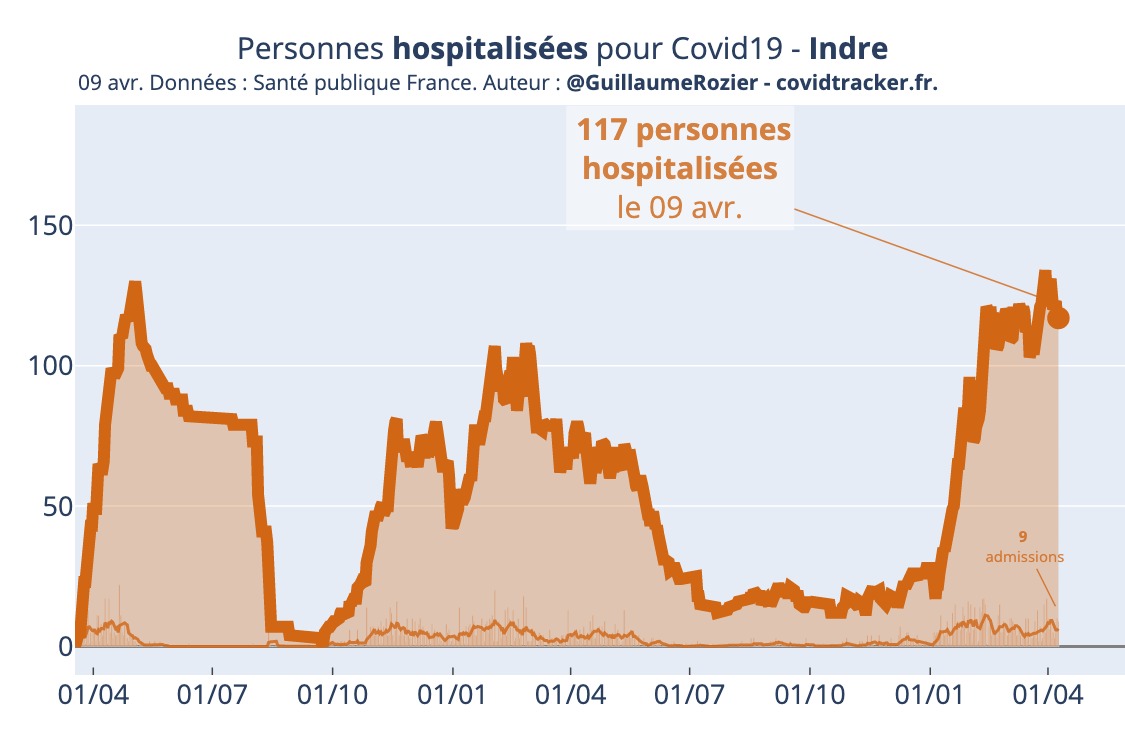 Personnes hospitalisées pour Covid19 - Indre
09 avr. Données : Santé publique France. Auteur : @GuillaumeRozier - covidtracker.fr.
117 personnes
hospitalisées
le 09 avr.
150
100
50
0
9
admissions
01/04 01/07 01/10 01/01 01/04 01/07 01/10 01/01 01/04